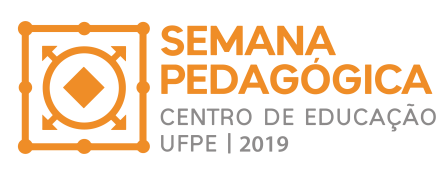 SEMANA
PEDAGÓGICA
CENTRO DE EDUCAÇÃO
UFPE | 2019